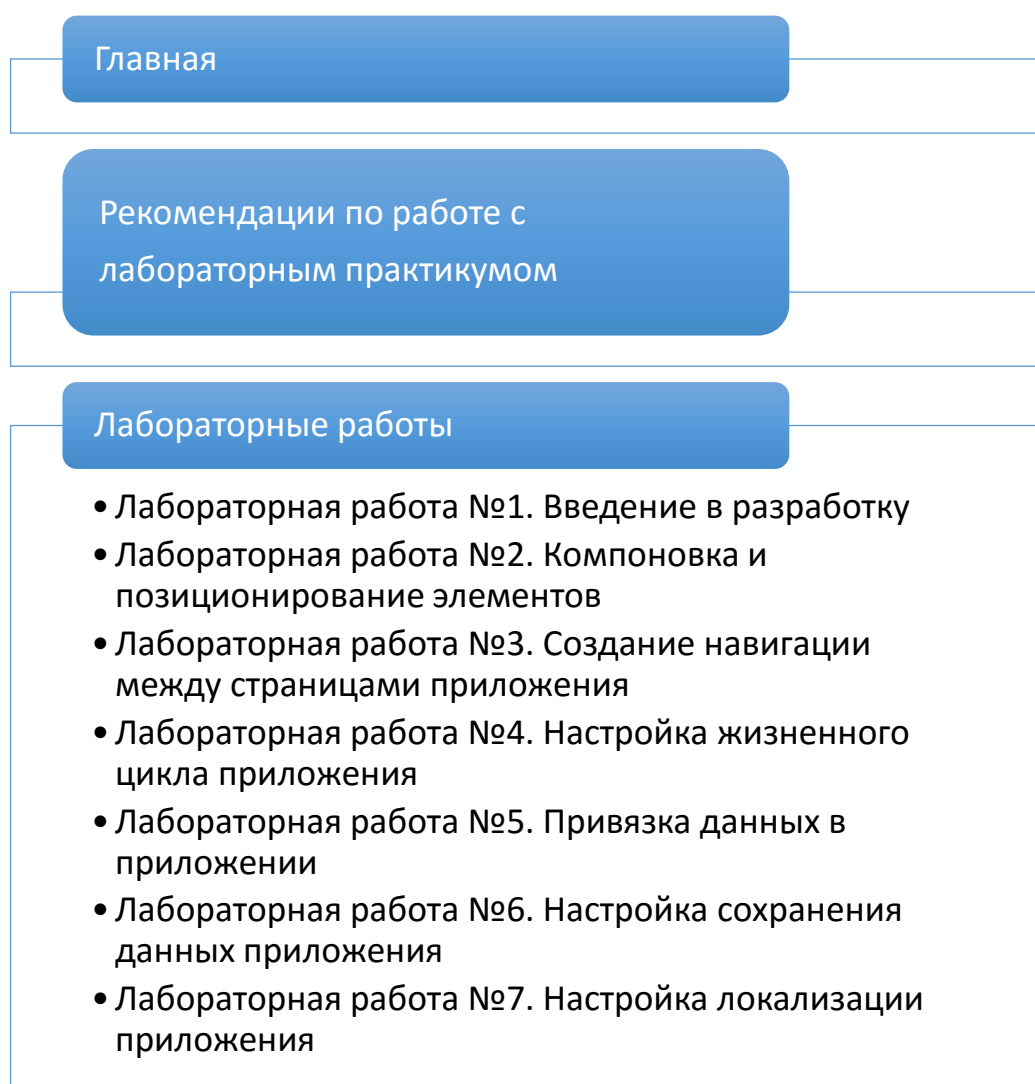 Главная
Рекомендации по работе с
лабораторным практикумом
Лабораторные работы
• Лабораторная работа №1. Введение в разработку
• Лабораторная работа №2. Компоновка и
позиционирование элементов
• Лабораторная работа №3. Создание навигации
между страницами приложения
• Лабораторная работа №4. Настройка жизненного
цикла приложения
• Лабораторная работа №5. Привязка данных в
приложении
• Лабораторная работа №6. Настройка сохранения
данных приложения
• Лабораторная работа №7. Настройка локализации
приложения